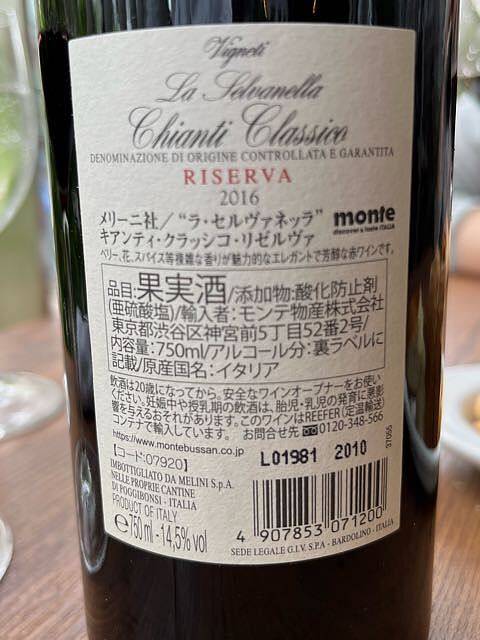 Vigneti
La Selvanella
Chianti Classico
DENOMINAZIONE DI ORIGINE CONTROLLATA E GARANTITA
RISERVA
2016
メリーニ社/“ラ・セルヴァネッラ”
キアンティ・クラッシコ・リゼルヴァ
monte
discover & taste ITALIA
ベリー、花、スパイス等複雑な香りが魅力的なエレガントで芳醇な赤ワインです。
品目:果実酒/添加物:酸化防止剤
(亜硫酸塩)/輸入者:モンテ物産株式会社
東京都渋谷区神宮前5丁目52番2号/
内容量:750ml/アルコール分:裏ラベルに
記載/原産国名:イタリア
飲酒は20歳になってから。安全なワインオープナーをお使い
ください。妊娠中や授乳期の飲酒は、胎児・乳児の発育に悪影
響を与えるおそれがあります。このワインはREEFER(定温輸送)
コンテナで輸入しています。 お問合せ先 0120-348-566
https://www.montebussan.co.jp
【コード:07920】
L01981 2010
37055
IMBOTTIGLIATO DA MELINI S.p.A.
NELLE PROPRIE CANTINE
DI POGGIBONSI - ITALIA
PRODUCT OF ITALY
e 750 ml - 14,5% vol
4 907853 071200
SEDE LEGALE G.I.V. S.P.A - BARDOLINO - ITALIA